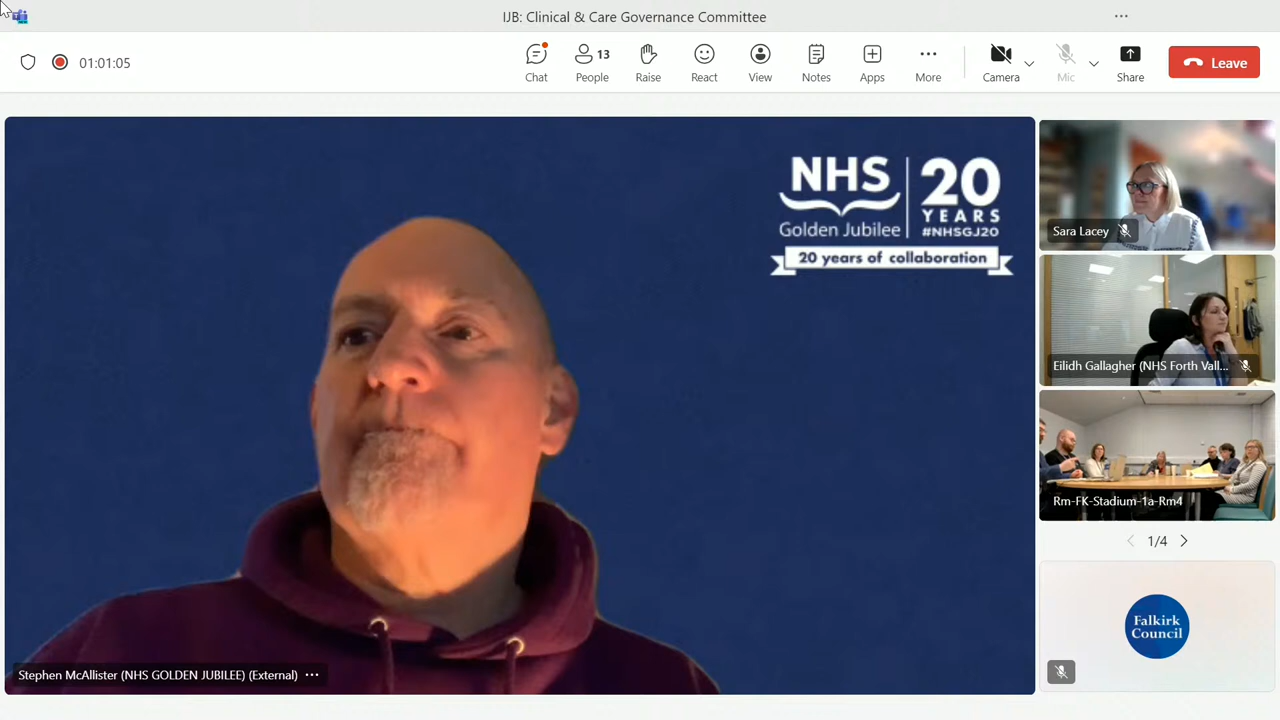 IJB: Clinical & Care Governance Committee
01:01:05
Chat
13
People
Raise
React
View
Notes
Apps
More
Camera
Mic
Share
Leave
NHS
Golden Jubilee
20
YEARS
#NHSGJ20
20 years of collaboration
Stephen McAllister (NHS GOLDEN JUBILEE) (External)
Sara Lacey
Eilidh Gallagher (NHS Forth Vall...
Rm-FK-Stadium-1a-Rm4
1/4
Falkirk
Council